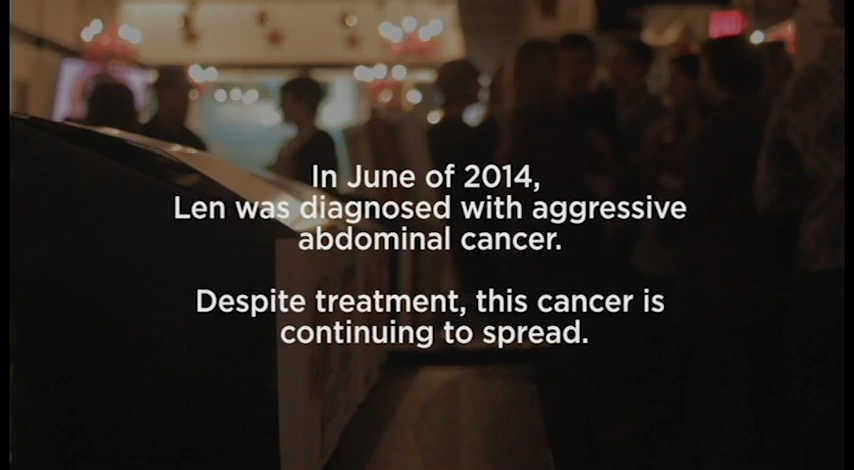 In June of 2014,
Len was diagnosed with aggressive
abdominal cancer.
Despite treatment, this cancer is
continuing to spread.